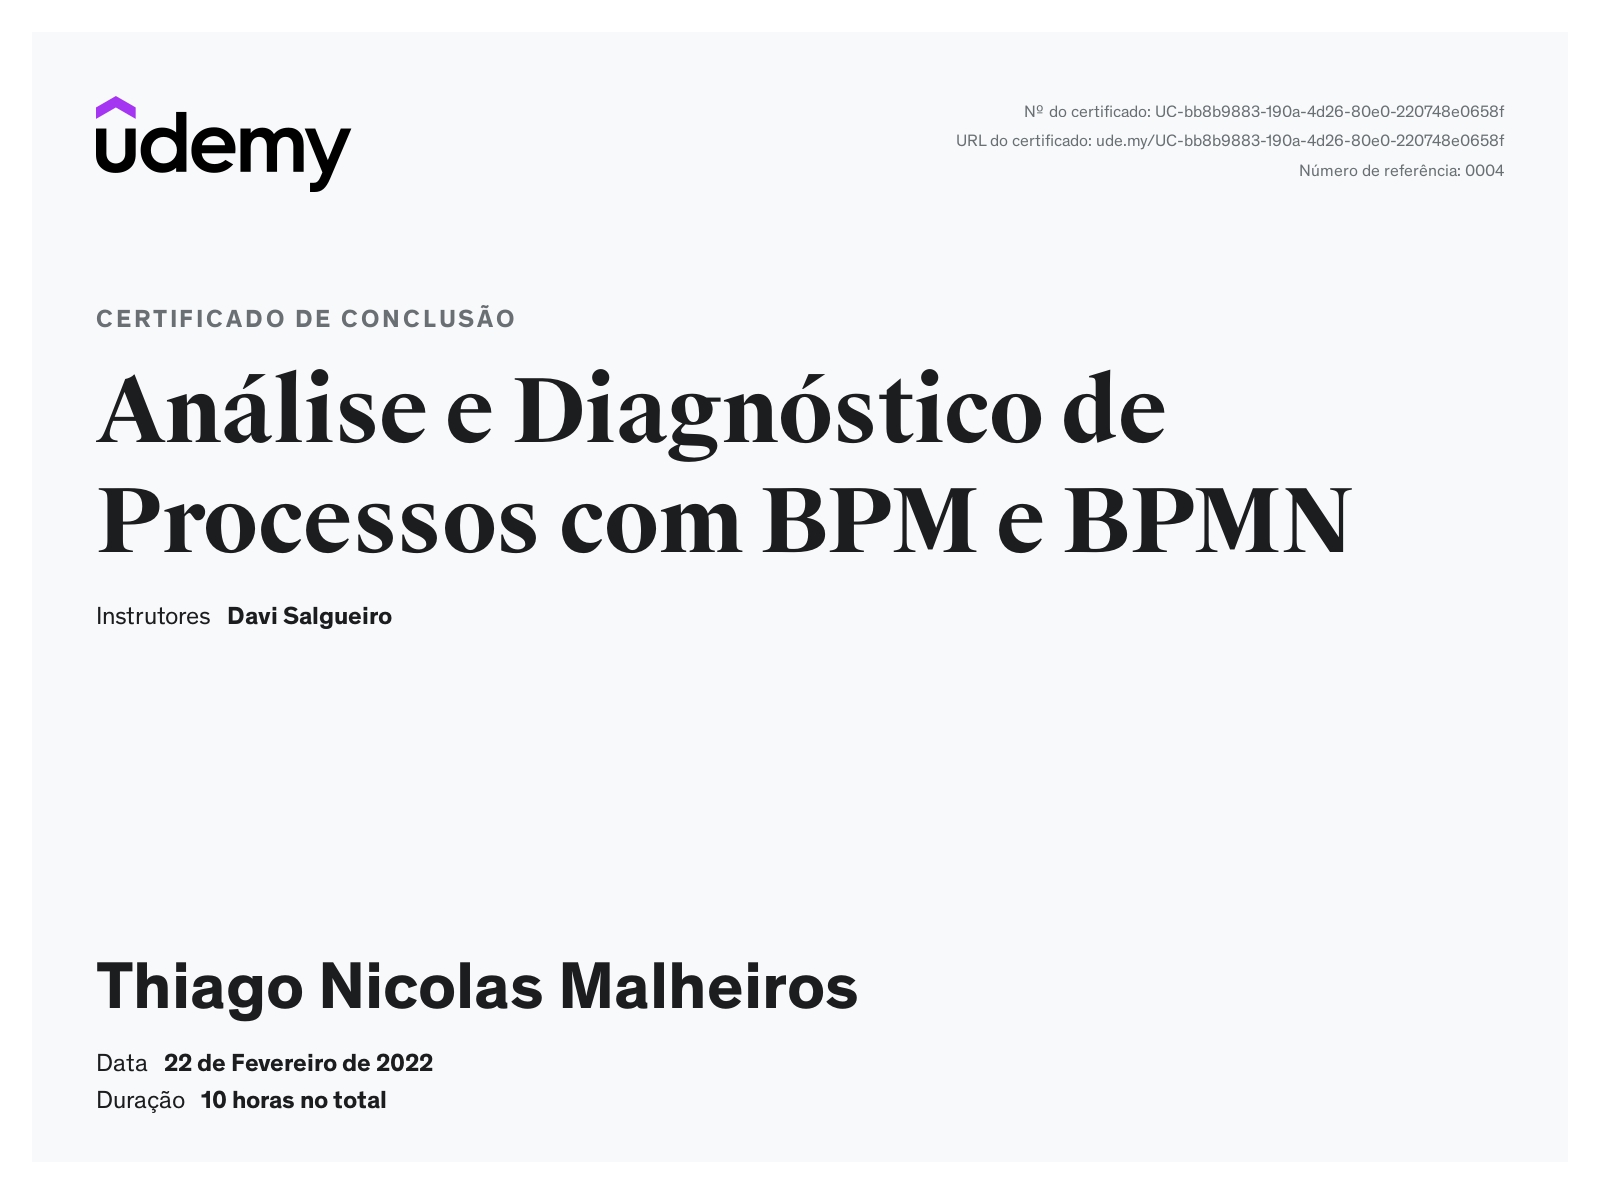 udemy
Nº do certificado: UC-bb8b9883-190a-4d26-80e0-220748e0658f
URL do certificado: ude.my/UC-bb8b9883-190a-4d26-80e0-220748e0658f
Número de referência: 0004
CERTIFICADO DE CONCLUSÃO
Análise e Diagnóstico de
Processos com BPM e BPMN
Instrutores Davi Salgueiro
Thiago Nicolas Malheiros
Data 22 de Fevereiro de 2022
Duração 10 horas no total